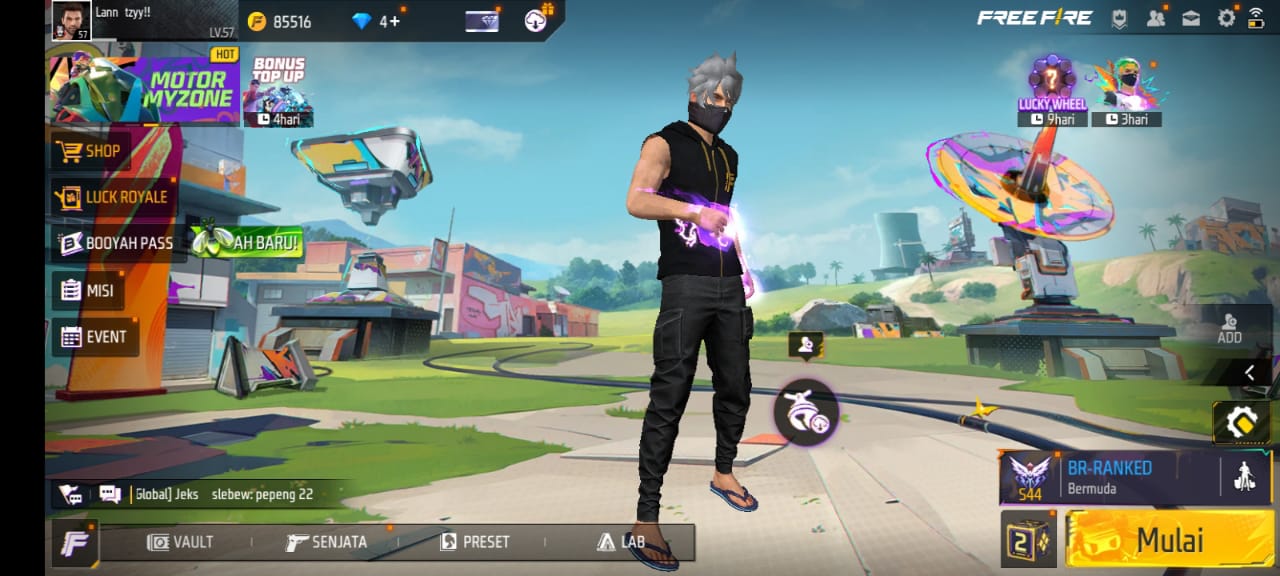 Lann tzyy!!
57
LV.57
85516
4+
FREE FIRE
HOT
MOTOR
MYZONE
BONUS
TOP UP
4hari
LUCKY WHEEL
9hari
3hari
SHOP
LUCK ROYALE
BOOYAH PASS
AH BARU!
MISI
EVENT
ADD
BR-RANKED
Bermuda
S44
Global] Jeks slebew: pepeng 22
VAULT
SENJATA
PRESET
LAB
2
Mulai